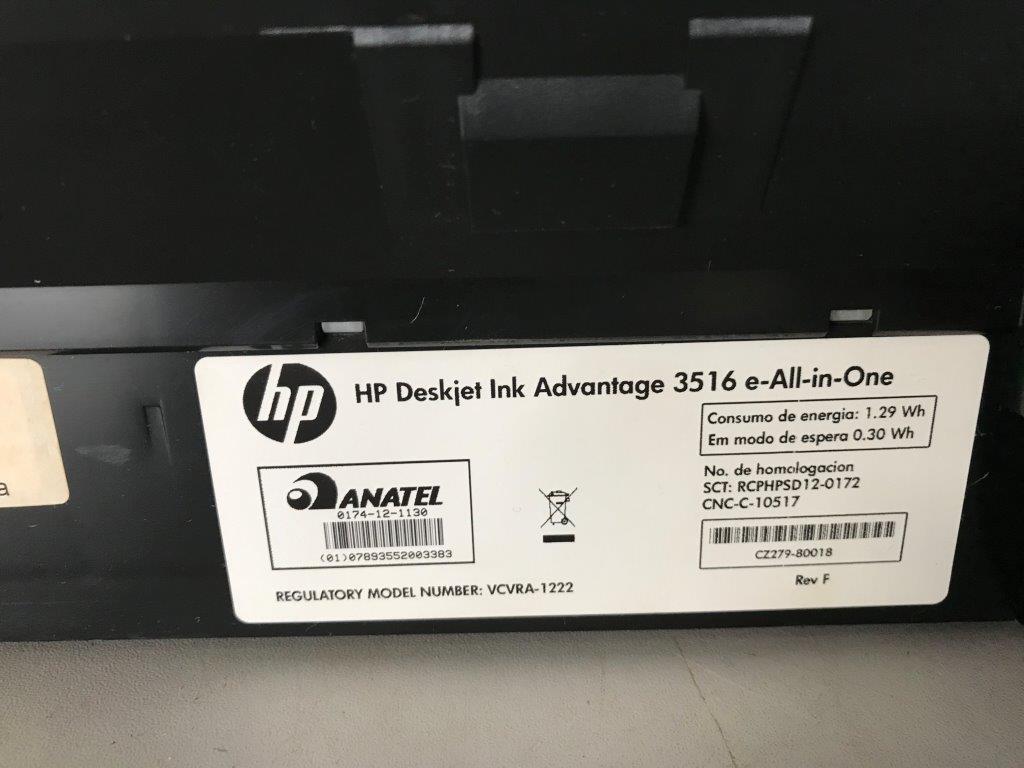 hp
HP Deskjet Ink Advantage 3516 e-All-in-One
Consumo de energia: 1.29 Wh
Em modo de espera 0.30 Wh
ANATEL
0174-12-1130
(01)07893552003383
No. de homologacion
SCT: RCPHPSD12-0172
CNC-C-10517
CZ279-80018
Rev F
REGULATORY MODEL NUMBER: VCVRA-1222
a